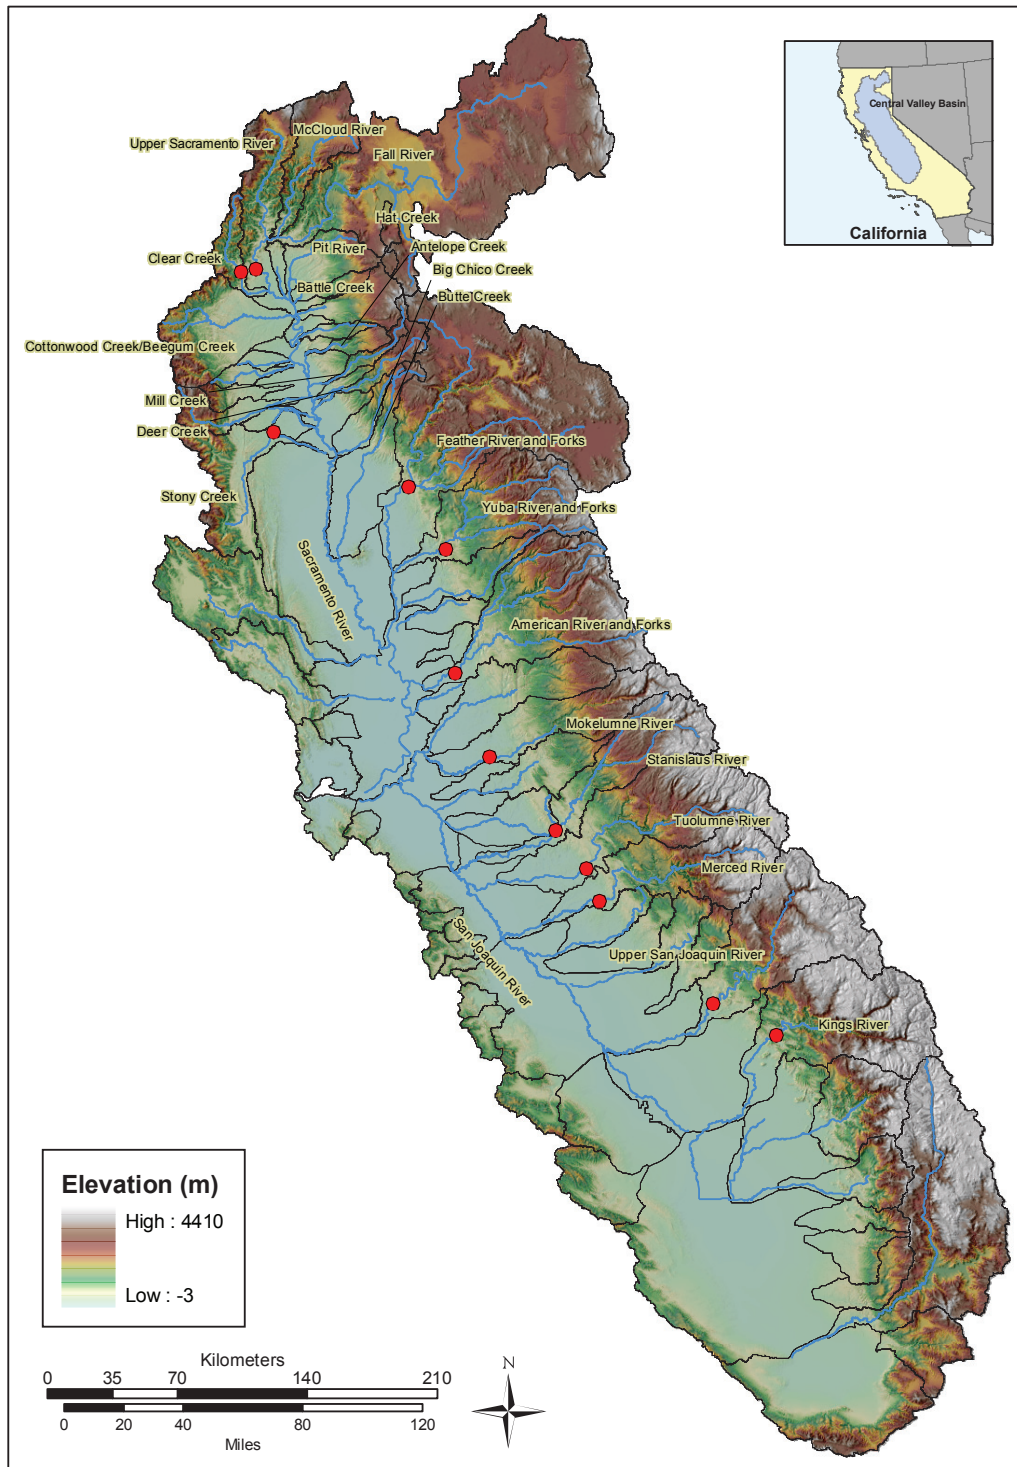 Central Valley Basin
California
McCloud River
Upper Sacramento River
Fall River
Hat Creek
Pit River
Antelope Creek
Clear Creek
Big Chico Creek
Battle Creek
Butte Creek
Cottonwood Creek/Beegum Creek
Mill Creek
Deer Creek
Feather River and Forks
Stony Creek
Yuba River and Forks
Sacramento River
American River and Forks
Mokelumne River
Stanislaus River
Tuolumne River
Merced River
San Joaquin River
Upper San Joaquin River
Kings River
Elevation (m)
High : 4410
Low : -3
Kilometers
0 35 70 140 210
0 20 40 80 120
Miles
N